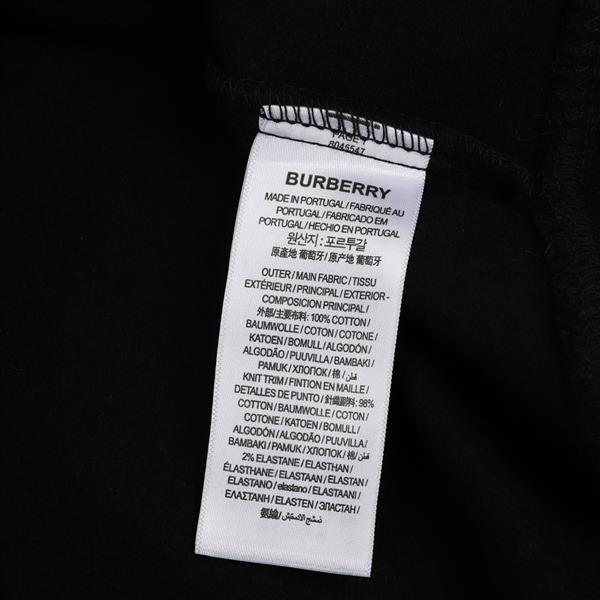 PAGE 1
8045547
BURBERRY
MADE IN PORTUGAL / FABRIQUÉ AU
PORTUGAL / FABRICADO EM
PORTUGAL / HECHO EN PORTUGAL
원산지 : 포르투갈
原產地 葡萄牙 / 原产地 葡萄牙
OUTER / MAIN FABRIC / TISSU
EXTÉRIEUR / PRINCIPAL / EXTERIOR -
COMPOSICION PRINCIPAL /
外部/主要布料: 100% COTTON /
BAUMWOLLE / COTON / COTONE /
KATOEN / BOMULL / ALGODÓN /
ALGODÃO / PUUVILLA / BAMBAKI /
PAMUK / ХЛОПОК / 棉 / قطن /
KNIT TRIM / FINTION EN MAILLE /
DETALLES DE PUNTO / 針織副料: 98%
COTTON / BAUMWOLLE / COTON /
COTONE / KATOEN / BOMULL /
ALGODÓN / ALGODÃO / PUUVILLA /
BAMBAKI / PAMUK / ХЛОПОК / 棉 / قطن
2% ELASTANE / ELASTHAN /
ELASTHANE / ELASTAAN / ELASTAN /
ELASTANO / elastano / ELASTAANI /
ΕΛΑΣΤΑΝΗ / ELASTEN / ЭЛАСТАН /
氨綸 /